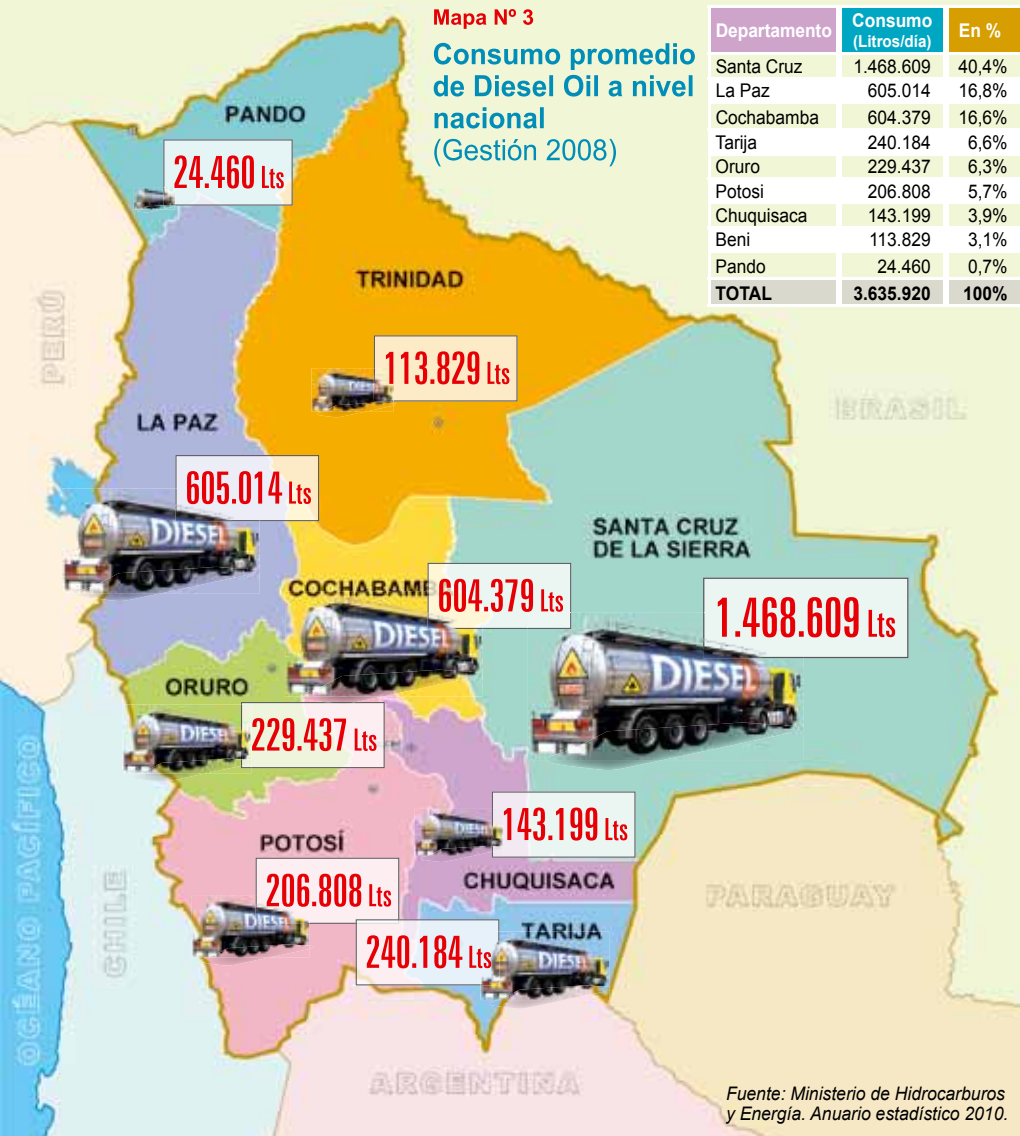 Mapa Nº 3
Consumo promedio
de Diesel Oil a nivel
nacional
(Gestión 2008)
Departamento Consumo (Litros/día) En %
Santa Cruz 1.468.609 40,4%
La Paz 605.014 16,8%
Cochabamba 604.379 16,6%
Tarija 240.184 6,6%
Oruro 229.437 6,3%
Potosi 206.808 5,7%
Chuquisaca 143.199 3,9%
Beni 113.829 3,1%
Pando 24.460 0,7%
TOTAL 3.635.920 100%
PANDO
24.460 Lts
TRINIDAD
PERÚ
DIESEL
113.829 Lts
BRASIL
LA PAZ
605.014 Lts
DIESEL
SANTA CRUZ
DE LA SIERRA
COCHABAMB
604.379 Lts
DIESEL
1.468.609 Lts
DIESEL
ORURO
229.437 Lts
DIESEL
OCÉANO PACÍFICO
CHILE
143.199 Lts
DIESEL
POTOSÍ
206.808 Lts
DIESEL
CHUQUISACA
PARAGUAY
TARIJA
240.184 Lts
DIESEL
ARGENTINA
Fuente: Ministerio de Hidrocarburos
y Energía. Anuario estadístico 2010.